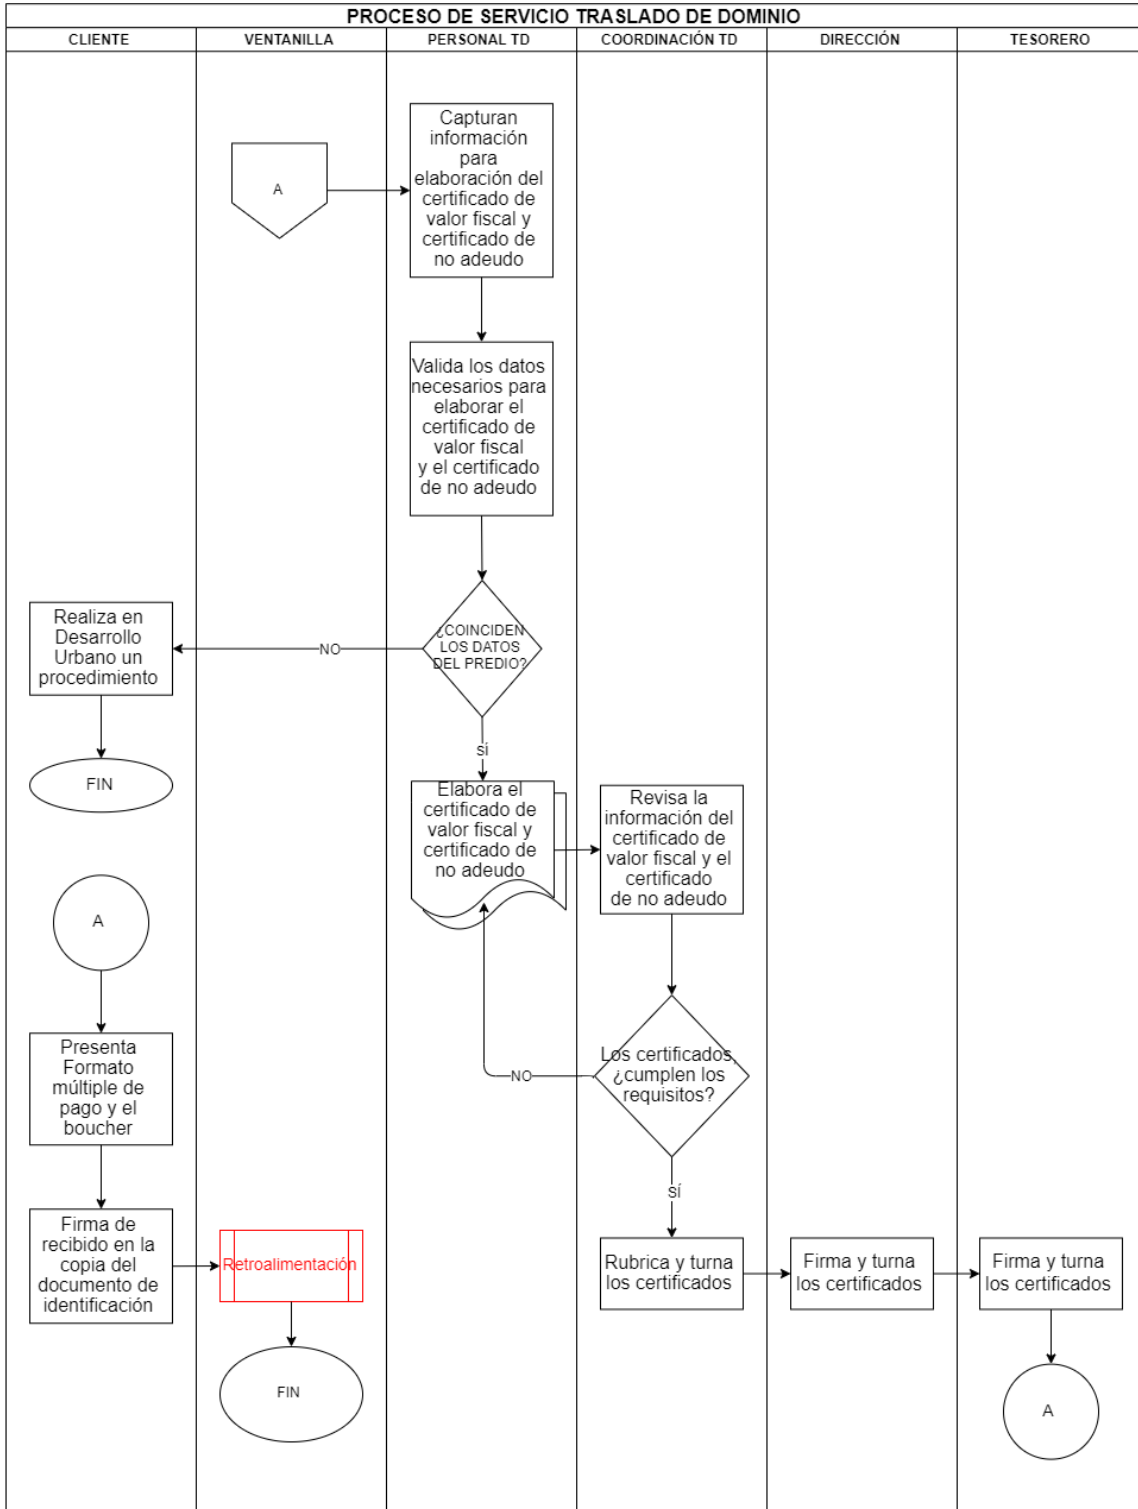 PROCESO DE SERVICIO TRASLADO DE DOMINIO
CLIENTE
VENTANILLA
PERSONAL TD
COORDINACIÓN TD
DIRECCIÓN
TESORERO
A
Capturan
información
para
elaboración del
certificado de
valor fiscal y
certificado de
no adeudo
Valida los datos
necesarios para
elaborar el
certificado de
valor fiscal
y el certificado
de no adeudo
¿COINCIDEN
LOS DATOS
DEL PREDIO?
NO
Realiza en
Desarrollo
Urbano un
procedimiento
FIN
SÍ
Elabora el
certificado de
valor fiscal y
certificado de
no adeudo
Revisa la
información del
certificado de
valor fiscal y el
certificado
de no adeudo
Los certificados,
¿cumplen los
requisitos?
NO
SÍ
Rubrica y turna
los certificados
Firma y turna
los certificados
Firma y turna
los certificados
A
A
Presenta
Formato
múltiple de
pago y el
boucher
Firma de
recibido en la
copia del
documento de
identificación
Retroalimentación
FIN